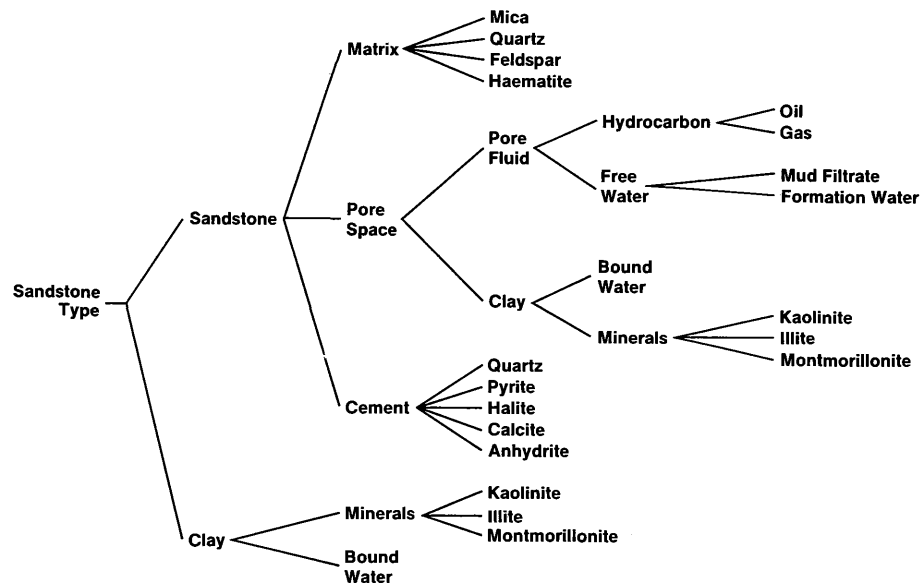 Mica
Quartz
Feldspar
Haematite
Matrix
Oil
Gas
Hydrocarbon
Pore
Fluid
Free
Water
Mud Filtrate
Formation Water
Sandstone
Pore
Space
Bound
Water
Clay
Minerals
Kaolinite
Illite
Montmorillonite
Sandstone
Type
Quartz
Pyrite
Halite
Calcite
Anhydrite
Cement
Kaolinite
Illite
Montmorillonite
Minerals
Clay
Bound
Water